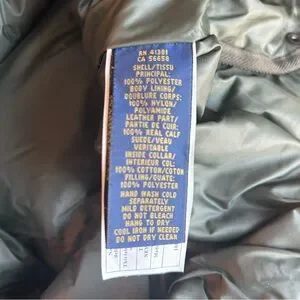 RN 41381
CA 56658
SHELL/TISSU
PRINCIPAL:
100% POLYESTER
BODY LINING/
DOUBLURE CORPS:
100% NYLON/
POLYAMIDE
LEATHER PART/
PARTIE DE CUIR:
100% REAL CALF
SUEDE/VEAU
VERITABLE
INSIDE COLLAR/
INTERIEUR COL:
100% COTTON/COTON
FILLING/OUATE:
100% POLYESTER
HAND WASH COLD
SEPARATELY
MILD DETERGENT
DO NOT BLEACH
HANG TO DRY
COOL IRON IF NEEDED
DO NOT DRY CLEAN